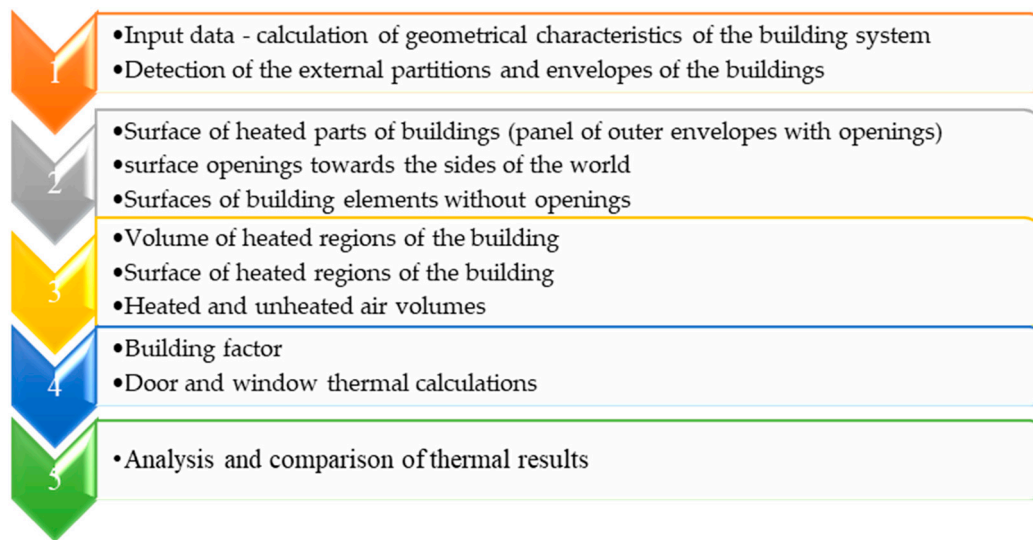 1
•Input data - calculation of geometrical characteristics of the building system
•Detection of the external partitions and envelopes of the buildings
2
•Surface of heated parts of buildings (panel of outer envelopes with openings)
•surface openings towards the sides of the world
•Surfaces of building elements without openings
3
•Volume of heated regions of the building
•Surface of heated regions of the building
•Heated and unheated air volumes
4
•Building factor
•Door and window thermal calculations
5
•Analysis and comparison of thermal results